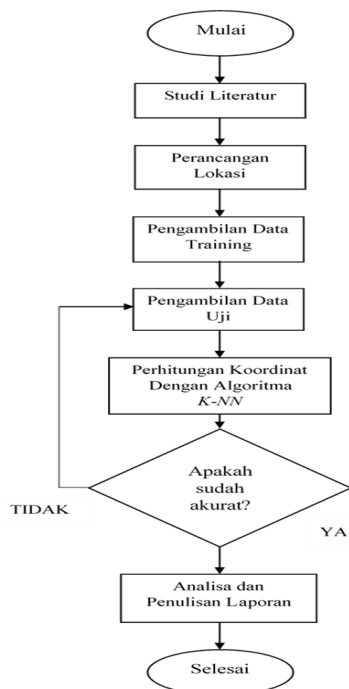 Mulai
Studi Literatur
Perancangan
Lokasi
Pengambilan Data
Training
Pengambilan Data
Uji
Perhitungan Koordinat
Dengan Algoritma
K-NN
Apakah
sudah
akurat?
TIDAK
YA
Analisa dan
Penulisan Laporan
Selesai